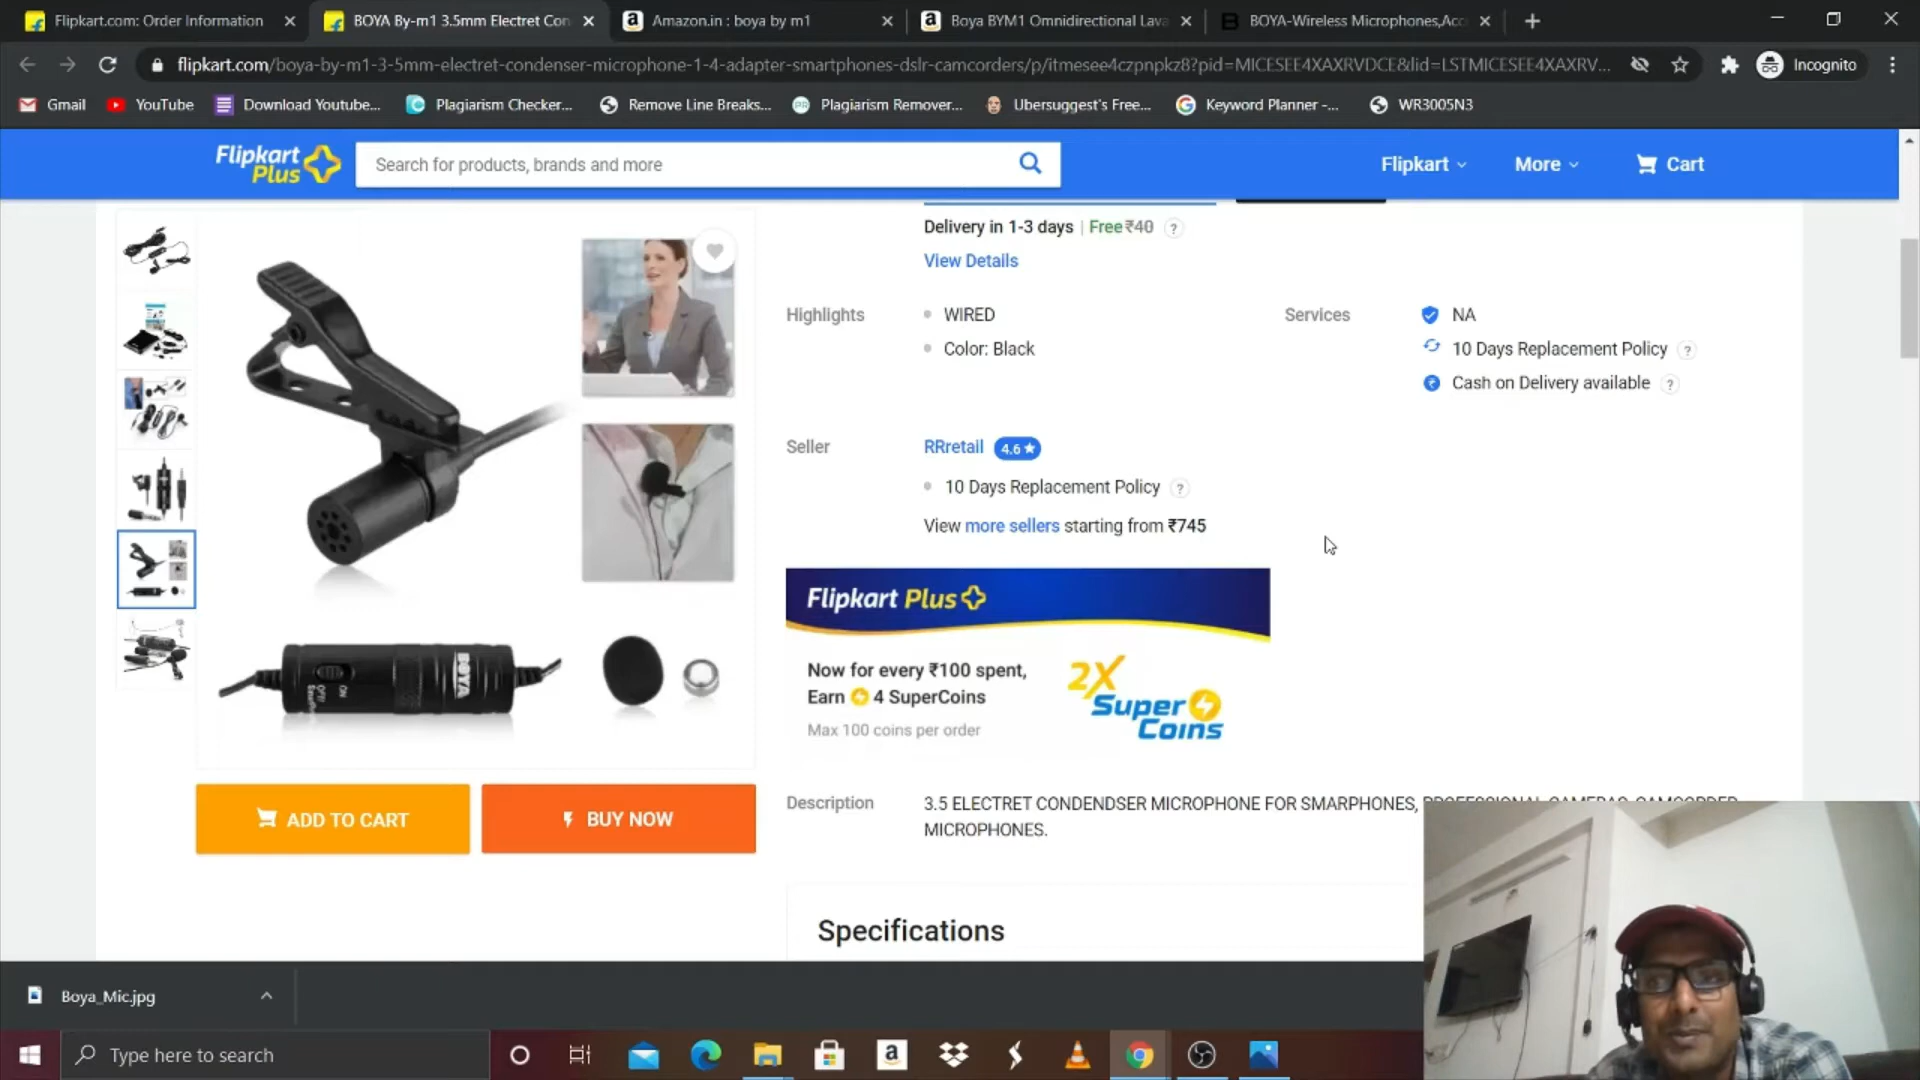 Flipkart.com: Order Information
BOYA By-m1 3.5mm Electret Con
Amazon.in : boya by m1
Boya BYM1 Omnidirectional Lava
BOYA-Wireless Microphones,Acc
flipkart.com/boya-by-m1-3-5mm-electret-condenser-microphone-1-4-adapter-smartphones-dslr-camcorders/p/itmesee4czpnpkz8?pid=MICESEE4XAXRVDCE&lid=LSTMICESEE4XAXRV...
Incognito
Gmail
YouTube
Download Youtube...
Plagiarism Checker...
Remove Line Breaks...
Plagiarism Remover...
Ubersuggest's Free...
Keyword Planner -...
WR3005N3
Flipkart
Plus
Search for products, brands and more
Flipkart
More
Cart
Delivery in 1-3 days | Free ₹40 ?
View Details
Highlights
WIRED
Color: Black
Services
NA
10 Days Replacement Policy ?
Cash on Delivery available ?
Seller
RRretail 4.6★
10 Days Replacement Policy ?
View more sellers starting from ₹745
Flipkart Plus
Now for every ₹100 spent,
Earn 4 SuperCoins
Max 100 coins per order
2X
Super
Coins
BOYA
ON
OFF
ADD TO CART
BUY NOW
Description
3.5 ELECTRET CONDENDSER MICROPHONE FOR SMARPHONES, PROFESSIONAL CAMERAS, CAMCORDER
MICROPHONES.
Specifications
Boya_Mic.jpg
Type here to search